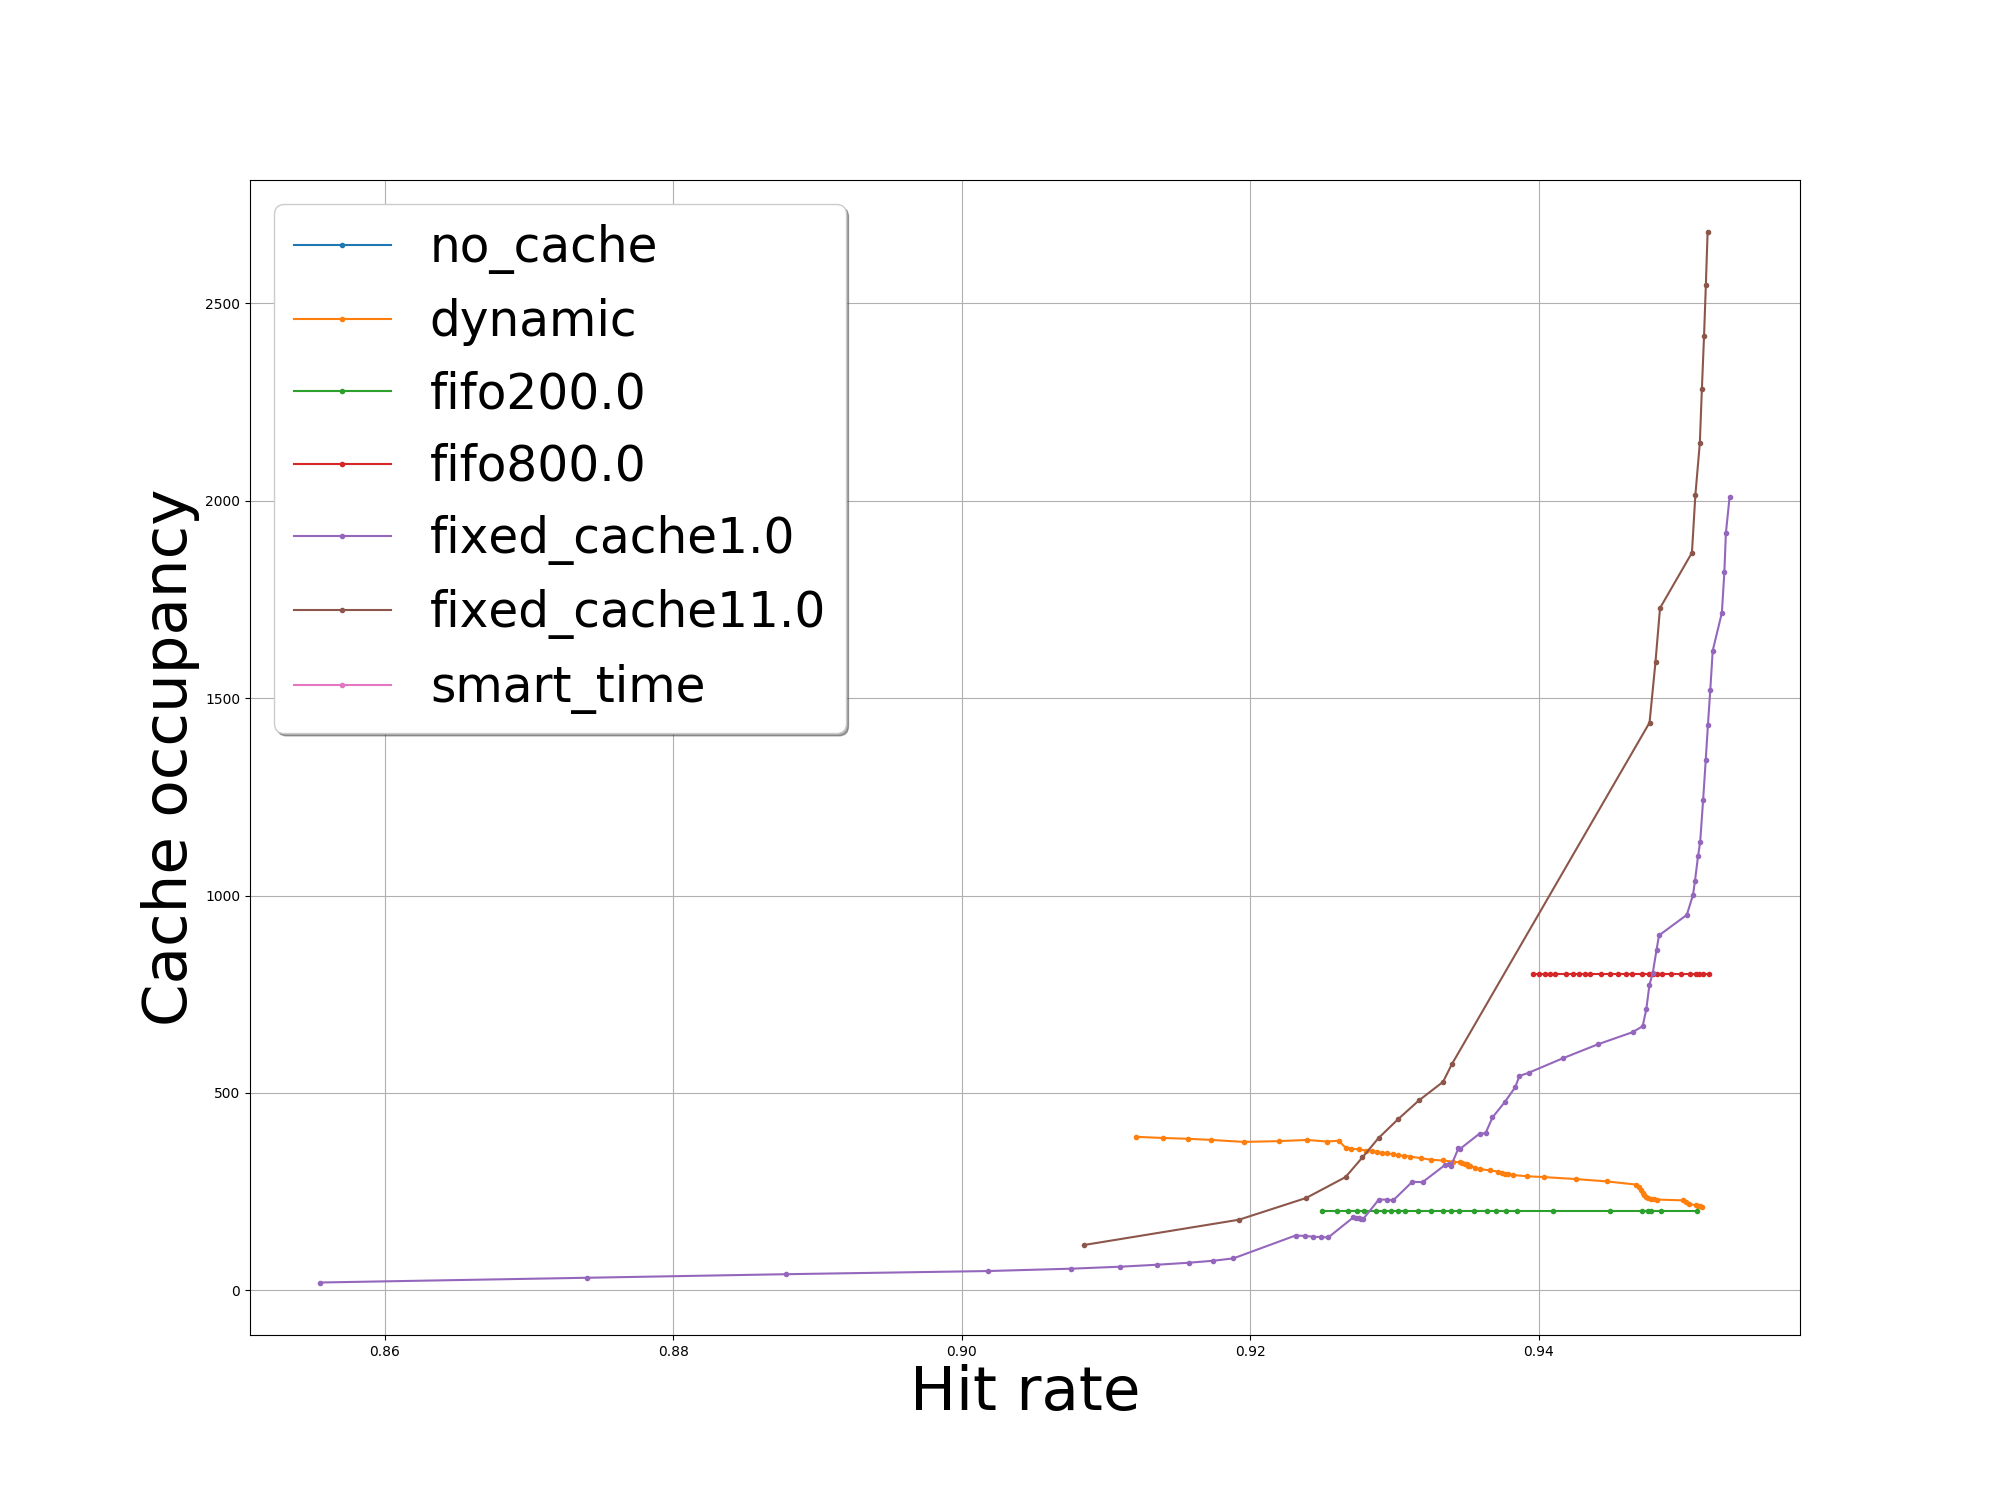 no_cache
dynamic
fifo200.0
fifo800.0
fixed_cache1.0
fixed_cache11.0
smart_time
Cache occupancy
2500
2000
1500
1000
500
0
0.86 0.88 0.90 0.92 0.94
Hit rate